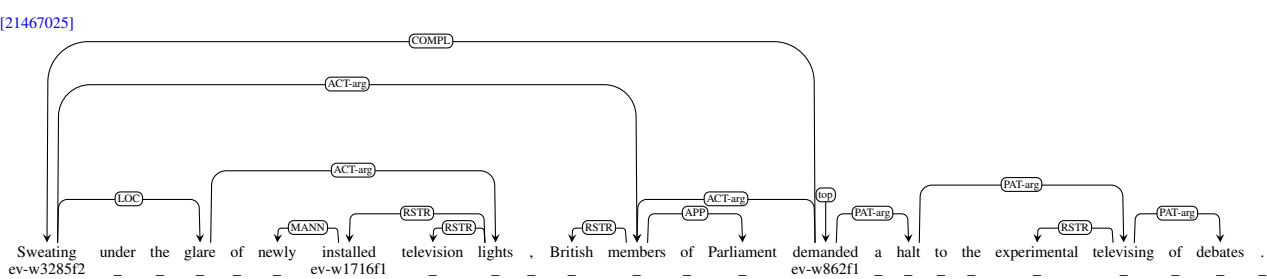 [21467025]
COMPL
ACT-arg
ACT-arg
PAT-arg
LOC ACT-arg top
RSTR APP PAT-arg PAT-arg
MANN RSTR RSTR RSTR
Sweating under the glare of newly installed television lights , British members of Parliament demanded a halt to the experimental televising of debates .
ev-w3285f2 _ _ _ _ _ ev-w1716f1 _ _ _ _ _ _ _ ev-w862f1 _ _ _ _ _ _ _ _ _